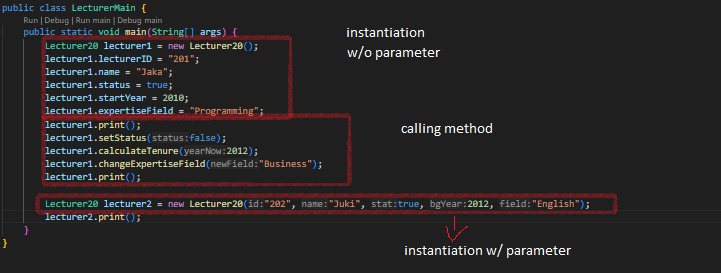 public class LecturerMain {
Run | Debug | Run main | Debug main
public static void main(String[] args) {
instantiation
w/o parameter
Lecturer20 lecturer1 = new Lecturer20();
lecturer1.lecturerID = "201";
lecturer1.name = "Jaka";
lecturer1.status = true;
lecturer1.startYear = 2010;
lecturer1.expertiseField = "Programming";
calling method
lecturer1.print();
lecturer1.setStatus(status:false);
lecturer1.calculateTenure(yearNow:2012);
lecturer1.changeExpertiseField(newField:"Business");
lecturer1.print();
Lecturer20 lecturer2 = new Lecturer20(id:"202", name:"Juki", stat:true, bgYear:2012, field:"English");
lecturer2.print();
instantiation w/ parameter
}
}